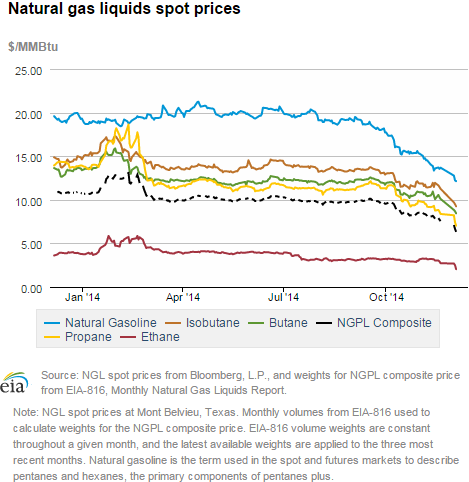 Natural gas liquids spot prices
$/MMBtu
25.00
20.00
15.00
10.00
5.00
0.00
Jan '14 Apr '14 Jul '14 Oct '14
Natural Gasoline Isobutane Butane NGPL Composite
Propane Ethane
eia
Source: NGL spot prices from Bloomberg, L.P., and weights for NGPL composite price
from EIA-816, Monthly Natural Gas Liquids Report.
Note: NGL spot prices at Mont Belvieu, Texas. Monthly volumes from EIA-816 used to
calculate weights for the NGPL composite price. EIA-816 volume weights are constant
throughout a given month, and the latest available weights are applied to the three most
recent months. Natural gasoline is the term used in the spot and futures markets to describe
pentanes and hexanes, the primary components of pentanes plus.